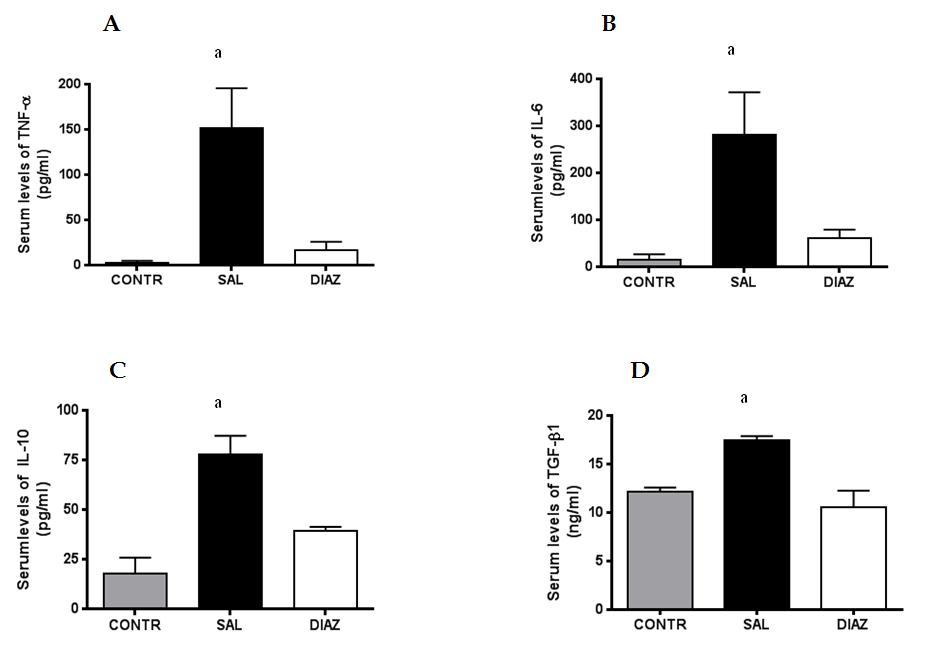 A
a
Serum levels of TNF-α
(pg/ml)
200
150
100
50
0
CONTR SAL DIAZ
B
a
Serumlevels of IL-6
(pg/ml)
400
300
200
100
0
CONTR SAL DIAZ
C
a
Serumlevels of IL-10
(pg/ml)
100
75
50
25
0
CONTR SAL DIAZ
D
a
Serum levels of TGF-β1
(ng/ml)
20
15
10
5
0
CONTR SAL DIAZ